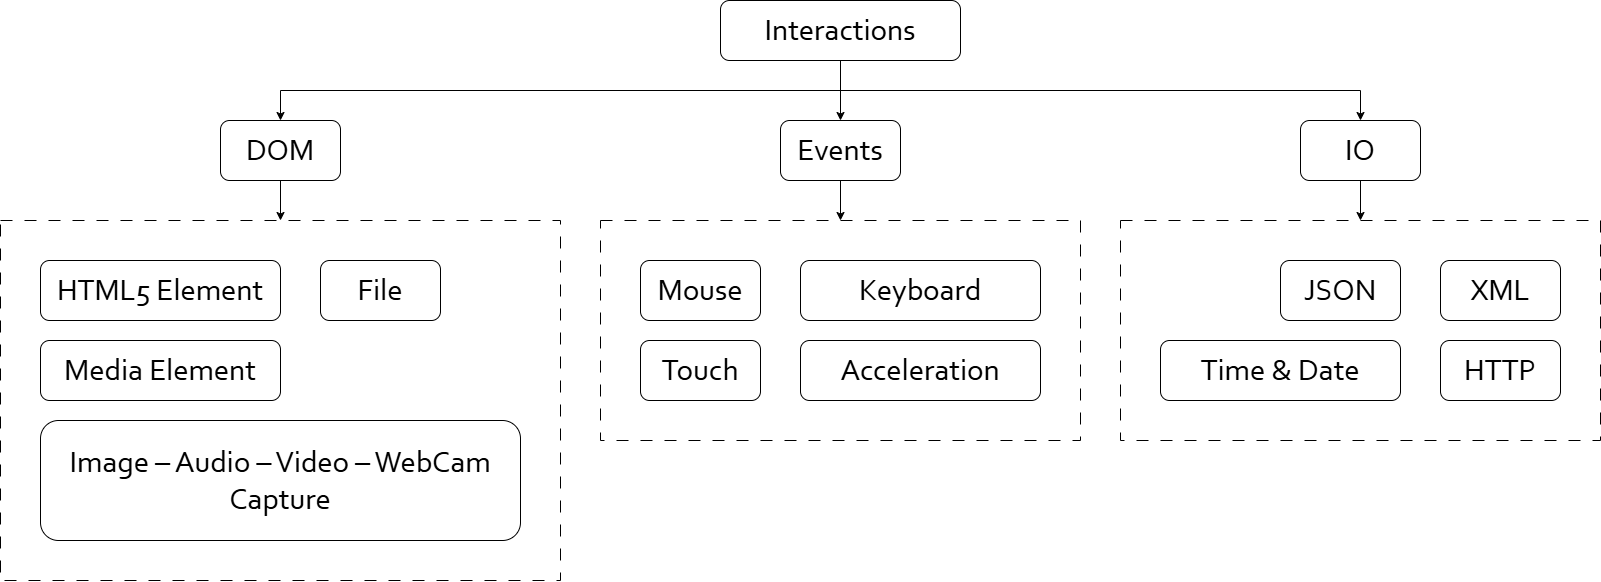 Interactions
DOM
Events
IO
HTML5 Element
File
Mouse
Keyboard
JSON
XML
Media Element
Touch
Acceleration
Time & Date
HTTP
Image – Audio – Video – WebCam
Capture